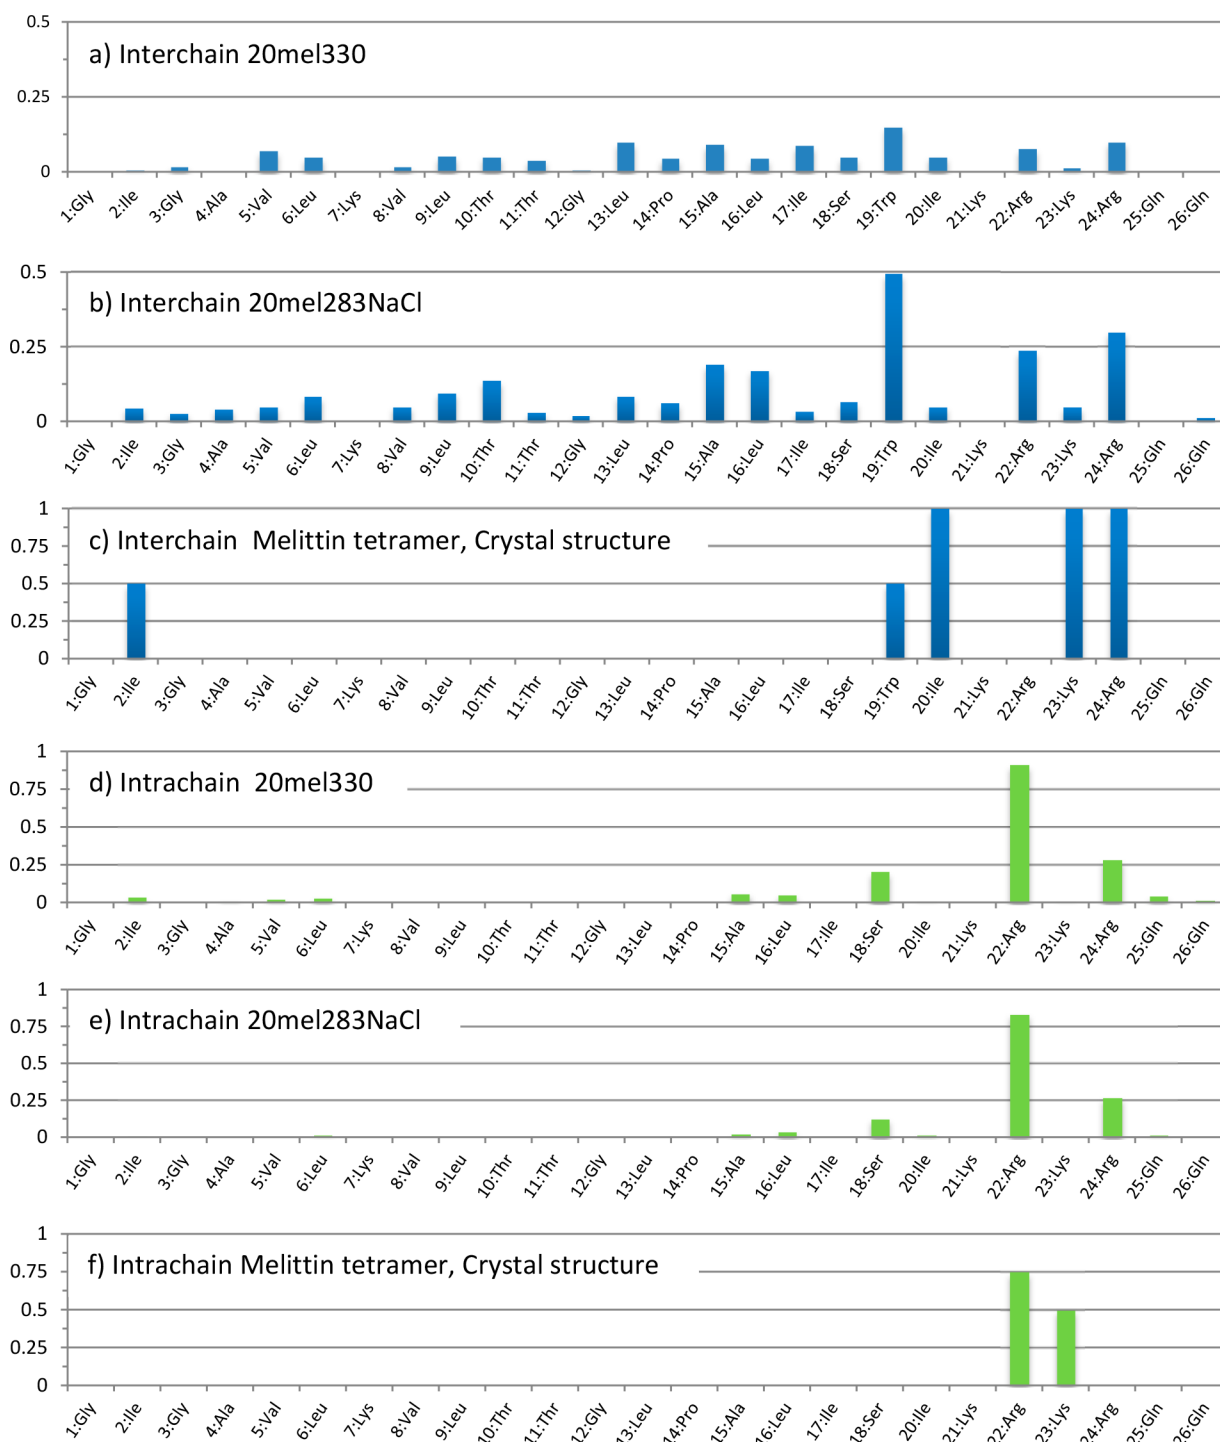 0.5
a) Interchain 20mel330
0.25
0
1:Gly 2:Ile 3:Gly 4:Ala 5:Val 6:Leu 7:Lys 8:Val 9:Leu 10:Thr 11:Thr 12:Gly 13:Leu 14:Pro 15:Ala 16:Leu 17:Ile 18:Ser 19:Trp 20:Ile 21:Lys 22:Arg 23:Lys 24:Arg 25:Gln 26:Gln
0.5
b) Interchain 20mel283NaCl
0.25
0
1:Gly 2:Ile 3:Gly 4:Ala 5:Val 6:Leu 7:Lys 8:Val 9:Leu 10:Thr 11:Thr 12:Gly 13:Leu 14:Pro 15:Ala 16:Leu 17:Ile 18:Ser 19:Trp 20:Ile 21:Lys 22:Arg 23:Lys 24:Arg 25:Gln 26:Gln
1
c) Interchain Melittin tetramer, Crystal structure
0.75
0.5
0.25
0
1:Gly 2:Ile 3:Gly 4:Ala 5:Val 6:Leu 7:Lys 8:Val 9:Leu 10:Thr 11:Thr 12:Gly 13:Leu 14:Pro 15:Ala 16:Leu 17:Ile 18:Ser 19:Trp 20:Ile 21:Lys 22:Arg 23:Lys 24:Arg 25:Gln 26:Gln
1
d) Intrachain 20mel330
0.75
0.5
0.25
0
1:Gly 2:Ile 3:Gly 4:Ala 5:Val 6:Leu 7:Lys 8:Val 9:Leu 10:Thr 11:Thr 12:Gly 13:Leu 14:Pro 15:Ala 16:Leu 17:Ile 18:Ser 20:Ile 21:Lys 22:Arg 23:Lys 24:Arg 25:Gln 26:Gln
1
e) Intrachain 20mel283NaCl
0.75
0.5
0.25
0
1:Gly 2:Ile 3:Gly 4:Ala 5:Val 6:Leu 7:Lys 8:Val 9:Leu 10:Thr 11:Thr 12:Gly 13:Leu 14:Pro 15:Ala 16:Leu 17:Ile 18:Ser 20:Ile 21:Lys 22:Arg 23:Lys 24:Arg 25:Gln 26:Gln
1
f) Intrachain Melittin tetramer, Crystal structure
0.75
0.5
0.25
0
1:Gly 2:Ile 3:Gly 4:Ala 5:Val 6:Leu 7:Lys 8:Val 9:Leu 10:Thr 11:Thr 12:Gly 13:Leu 14:Pro 15:Ala 16:Leu 17:Ile 18:Ser 20:Ile 21:Lys 22:Arg 23:Lys 24:Arg 25:Gln 26:Gln